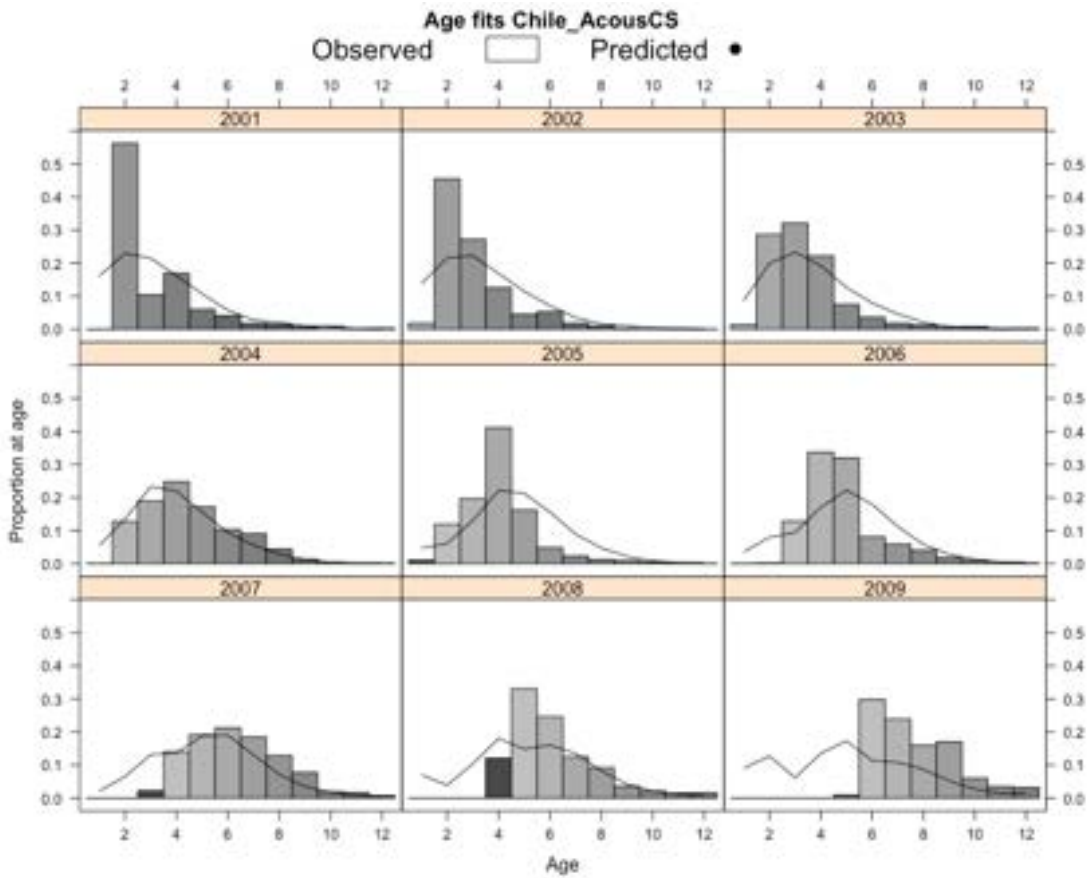 Age fits Chile_AcousCS
Observed Predicted
2 4 6 8 10 12 2 4 6 8 10 12 2 4 6 8 10 12
2001 2002 2003
0.5 0.5
0.4 0.4
0.3 0.3
0.2 0.2
0.1 0.1
0.0 0.0
2004 2005 2006
0.5 0.5
0.4 0.4
0.3 0.3
0.2 0.2
0.1 0.1
0.0 0.0
Proportion at age
2007 2008 2009
0.5 0.5
0.4 0.4
0.3 0.3
0.2 0.2
0.1 0.1
0.0 0.0
2 4 6 8 10 12 2 4 6 8 10 12 2 4 6 8 10 12
Age